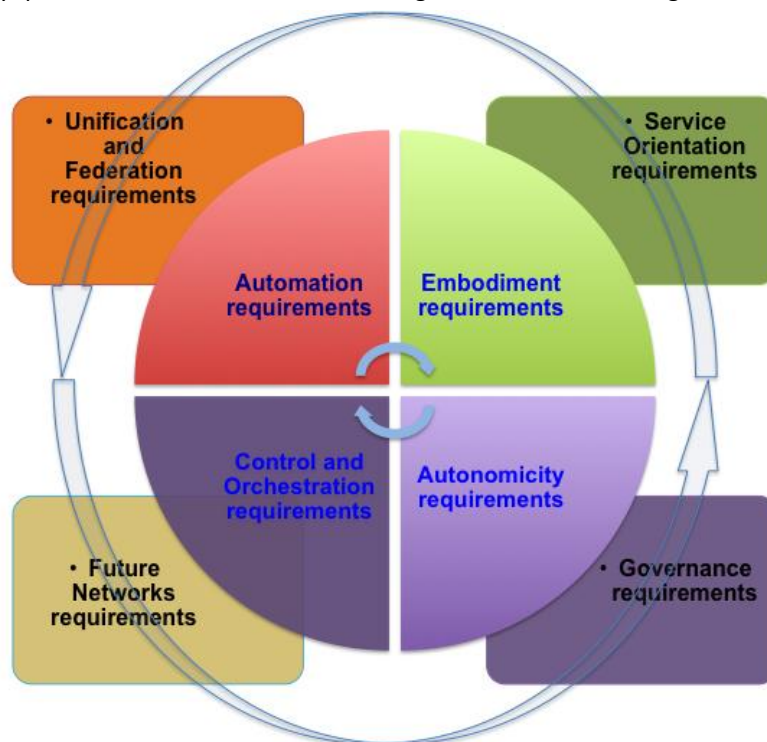 • Unification
and
Federation
requirements
• Service
Orientation
requirements
Automation
requirements
Embodiment
requirements
Control and
Orchestration
requirements
Autonomicity
requirements
• Future
Networks
requirements
• Governance
requirements